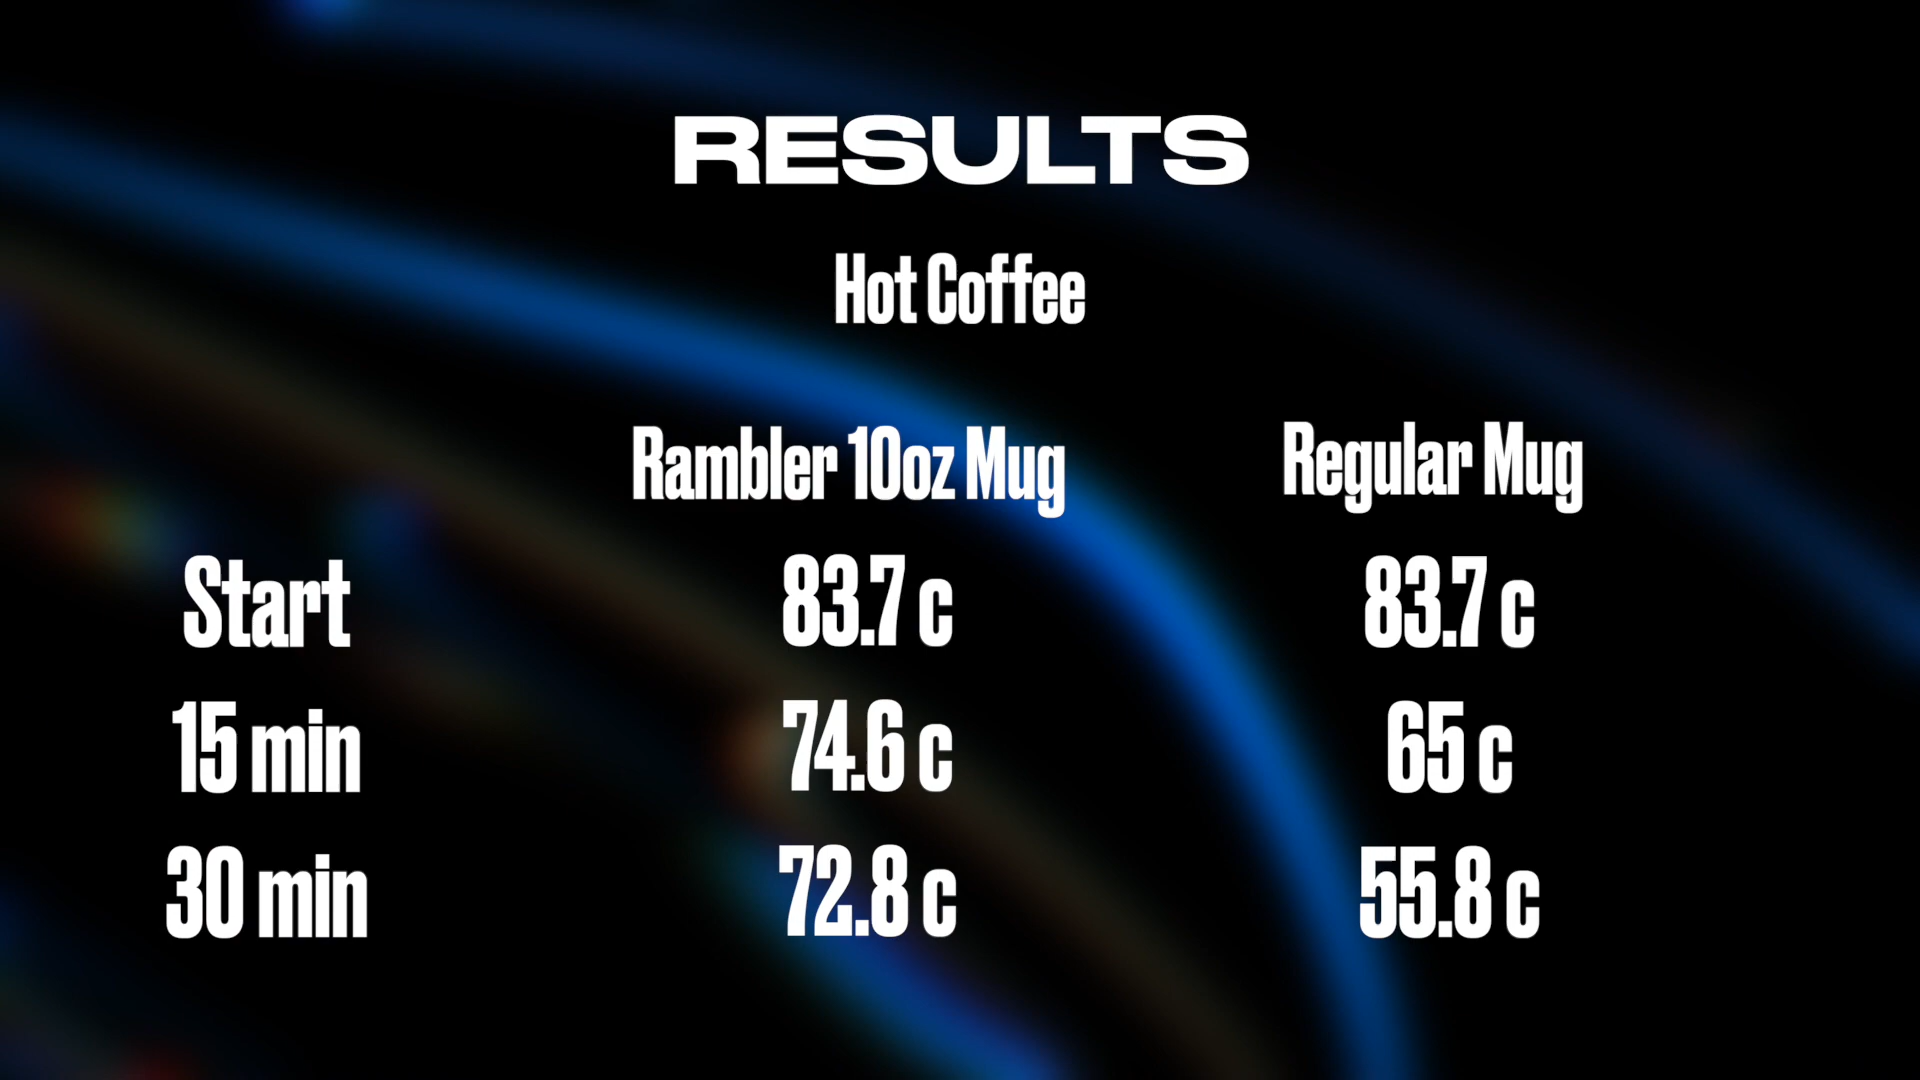 RESULTS
Hot Coffee
Rambler 10oz Mug Regular Mug
Start 83.7 c 83.7 c
15 min 74.6 c 65 c
30 min 72.8 c 55.8 c